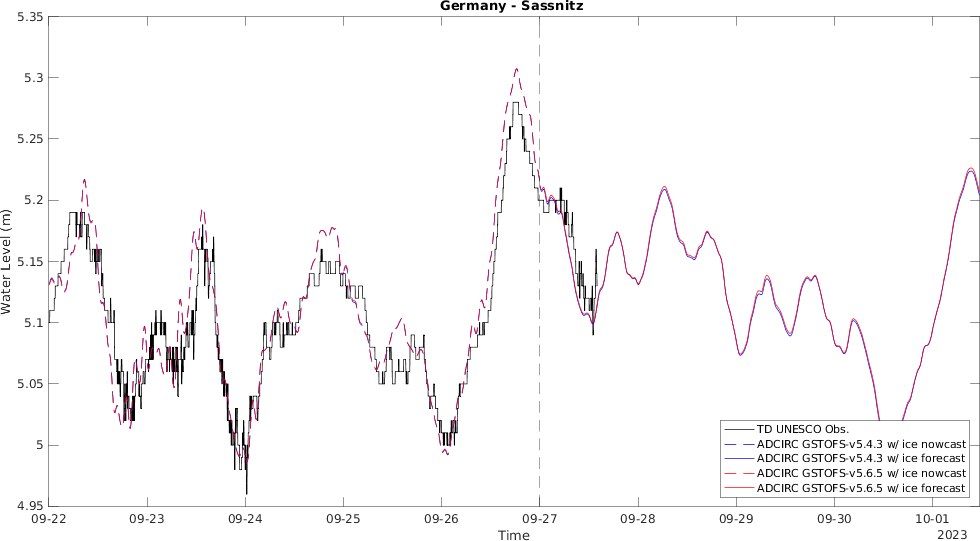 Germany - Sassnitz
5.35
5.3
5.25
5.2
5.15
5.1
5.05
5
4.95
Water Level (m)
TD UNESCO Obs.
ADCIRC GSTOFS-v5.4.3 w/ ice nowcast
ADCIRC GSTOFS-v5.4.3 w/ ice forecast
ADCIRC GSTOFS-v5.6.5 w/ ice nowcast
ADCIRC GSTOFS-v5.6.5 w/ ice forecast
09-22 09-23 09-24 09-25 09-26 09-27 09-28 09-29 09-30 10-01
Time
2023